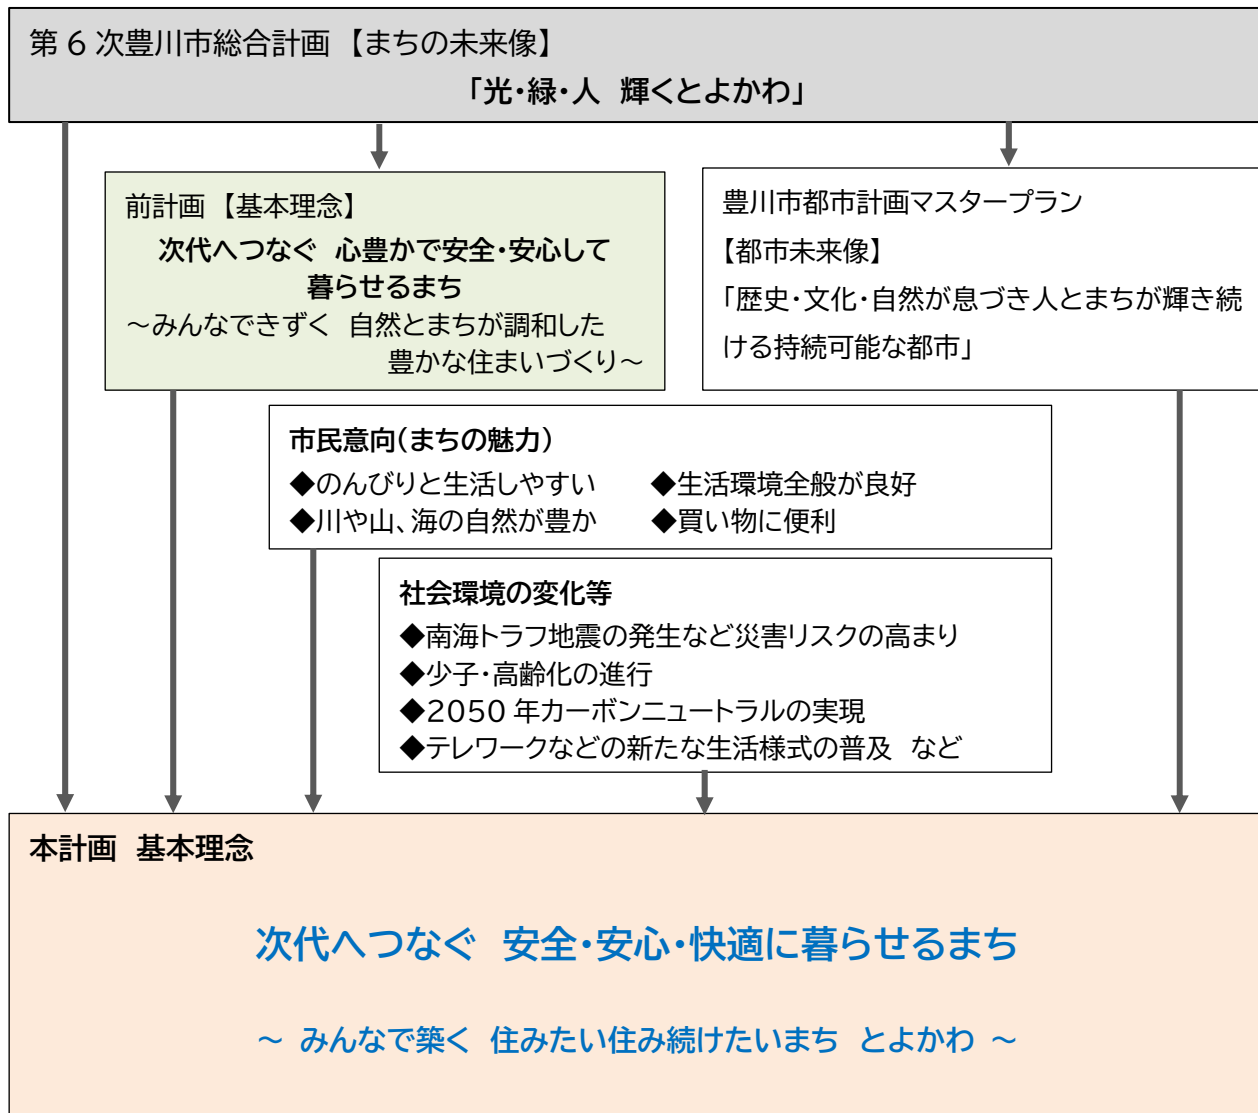 第6次豊川市総合計画 【まちの未来像】
「光・緑・人 輝くとよかわ」
前計画 【基本理念】
次代へつなぐ 心豊かで安全・安心して
暮らせるまち
～みんなできずく 自然とまちが調和した
豊かな住まいづくり～
豊川市都市計画マスタープラン
【都市未来像】
「歴史・文化・自然が息づき人とまちが輝き続
ける持続可能な都市」
市民意向(まちの魅力)
◆のんびりと生活しやすい ◆生活環境全般が良好
◆川や山、海の自然が豊か ◆買い物に便利
社会環境の変化等
◆南海トラフ地震の発生など災害リスクの高まり
◆少子・高齢化の進行
◆2050年カーボンニュートラルの実現
◆テレワークなどの新たな生活様式の普及 など
本計画 基本理念
次代へつなぐ 安全・安心・快適に暮らせるまち
～ みんなで築く 住みたい住み続けたいまち とよかわ ～